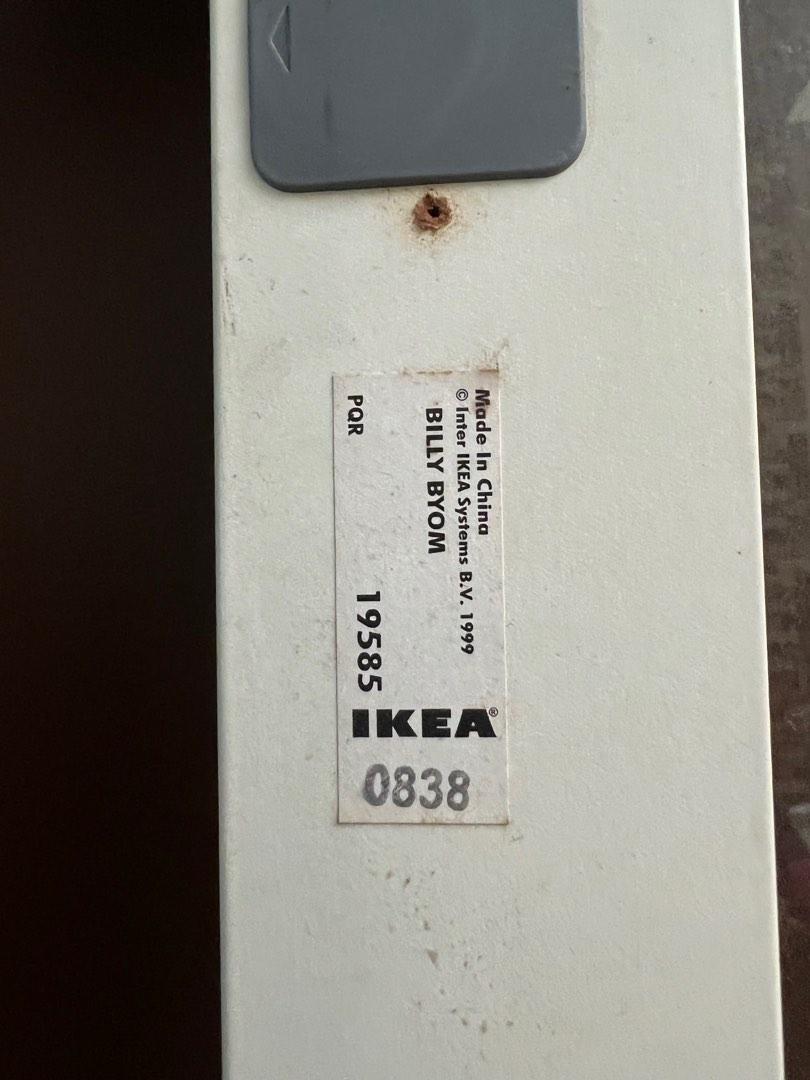 Made In China
© Inter IKEA Systems B.V. 1999
BILLY BYOM
PQR
19585
IKEA®
0838